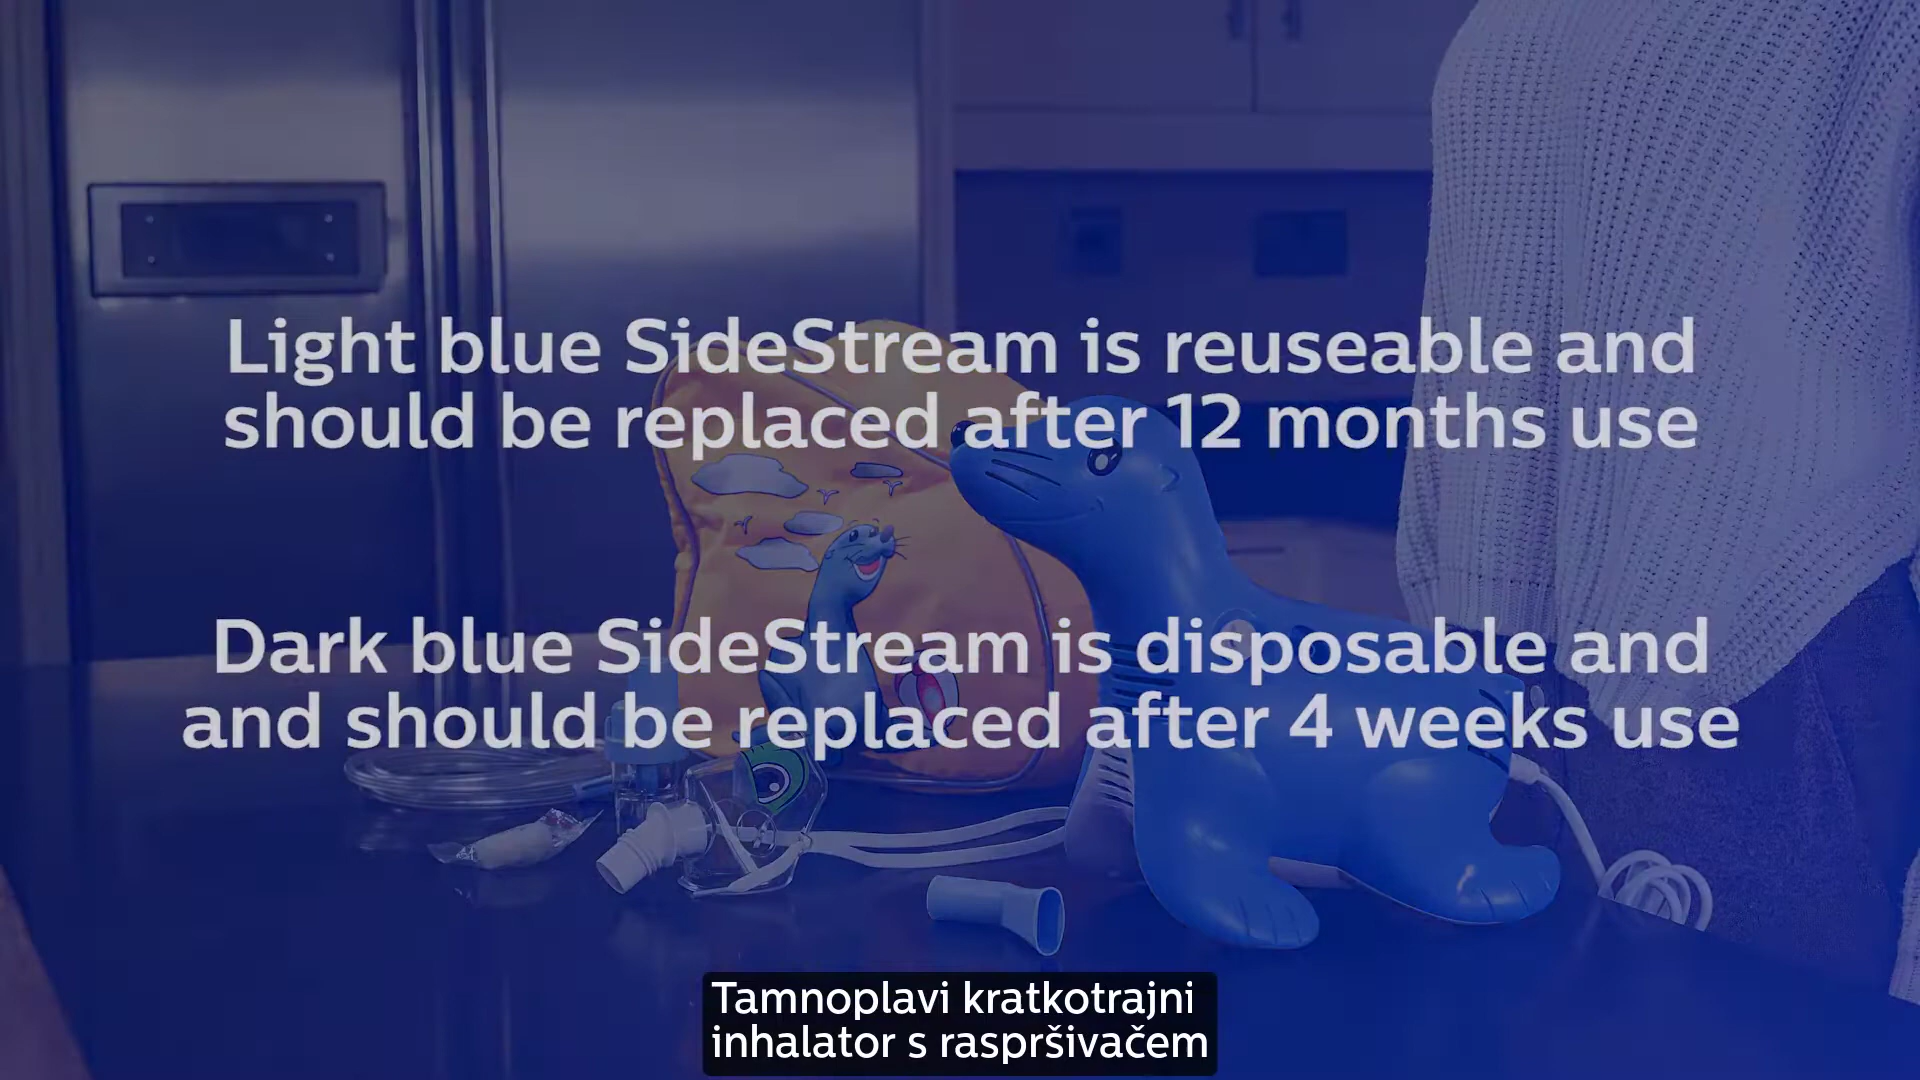 Light blue SideStream is reuseable and
should be replaced after 12 months use
Dark blue SideStream is disposable and
and should be replaced after 4 weeks use
Tamnoplavi kratkotrajni
inhalator s raspršivačem